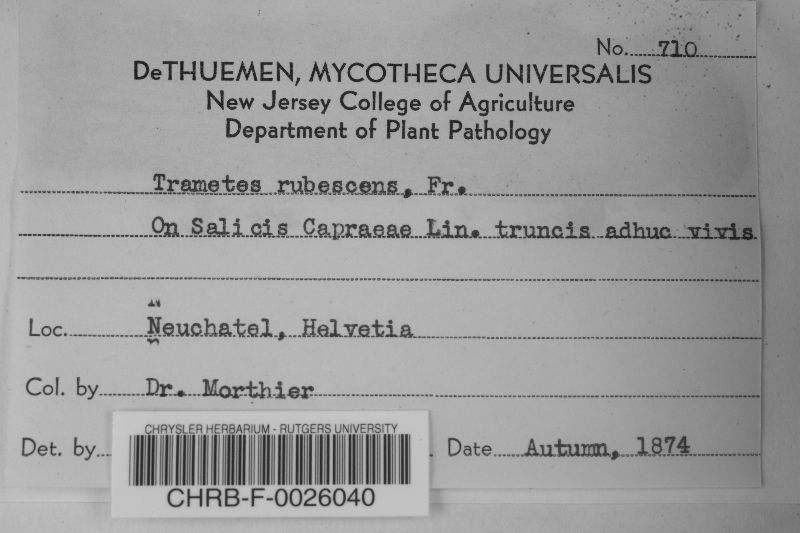 No. 710
DeTHUEMEN, MYCOTHECA UNIVERSALIS
New Jersey College of Agriculture
Department of Plant Pathology
Trametes rubescens, Fr.
On Salicis Capraeae Lin. truncis adhuc vivis
Loc. Neuchatel, Helvetia
Col. by Dr. Morthier
Det. by Date Autumn, 1874
CHRYSLER HERBARIUM - RUTGERS UNIVERSITY
CHRB-F-0026040